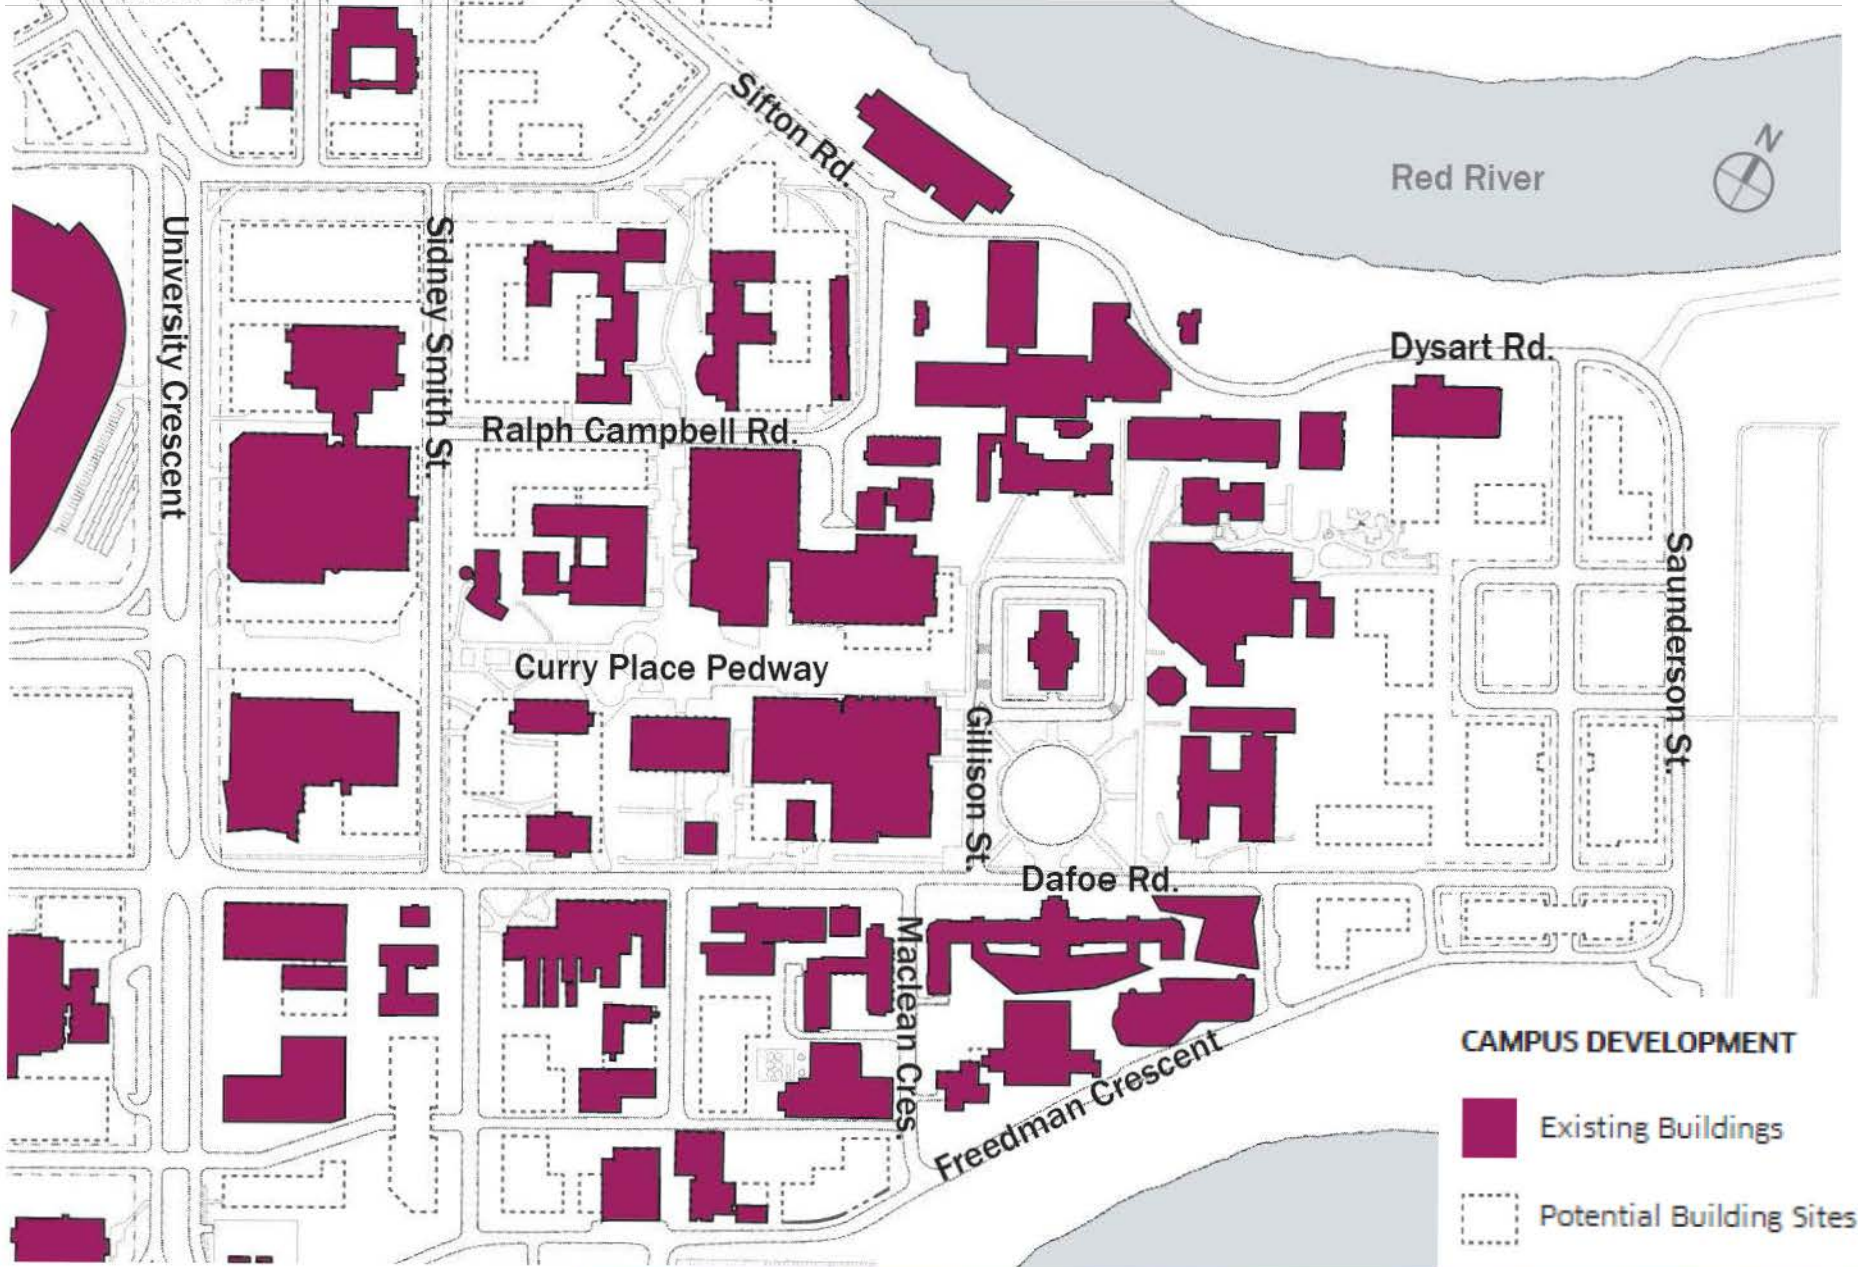 Sifton Rd.
N
Red River
University Crescent
Sidney Smith St.
Dysart Rd.
Ralph Campbell Rd.
Saunderson St.
Curry Place Pedway
Gillison St.
Dafoe Rd.
Maclean Cres.
Freedman Crescent
CAMPUS DEVELOPMENT
Existing Buildings
Potential Building Sites